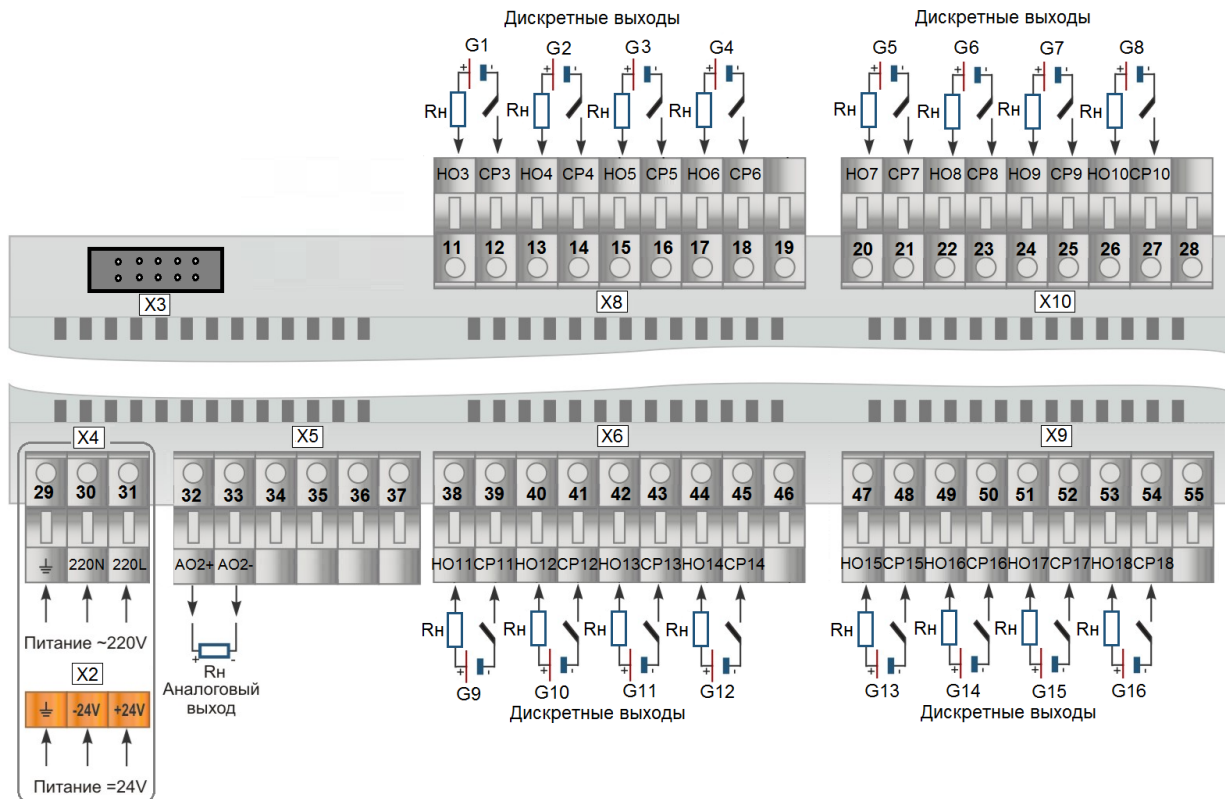 Дискретные выходы Дискретные выходы
G1 G2 G3 G4 G5 G6 G7 G8
+ - + - + - + - + - + - + - + -
Rн Rн Rн Rн Rн Rн Rн Rн
НО3 СР3 НО4 СР4 НО5 СР5 НО6 СР6 НО7 СР7 НО8 СР8 НО9 СР9 НО10 СР10
11 12 13 14 15 16 17 18 19 20 21 22 23 24 25 26 27 28
X3 X8 X10
X4 X5 X6 X9
29 30 31 32 33 34 35 36 37 38 39 40 41 42 43 44 45 46 47 48 49 50 51 52 53 54 55
220N 220L AO2+ AO2- НО11 СР11 НО12 СР12 НО13 СР13 НО14 СР14 НО15 СР15 НО16 СР16 НО17 СР17 НО18 СР18
Питание ~220V
Rн Rн Rн Rн Rн Rн Rн Rн
+ -
+ - + - + - + - + - + - + - + -
X2
Rн
Аналоговый
выход
G9 G10 G11 G12 G13 G14 G15 G16
Дискретные выходы Дискретные выходы
-24V +24V
Питание =24V